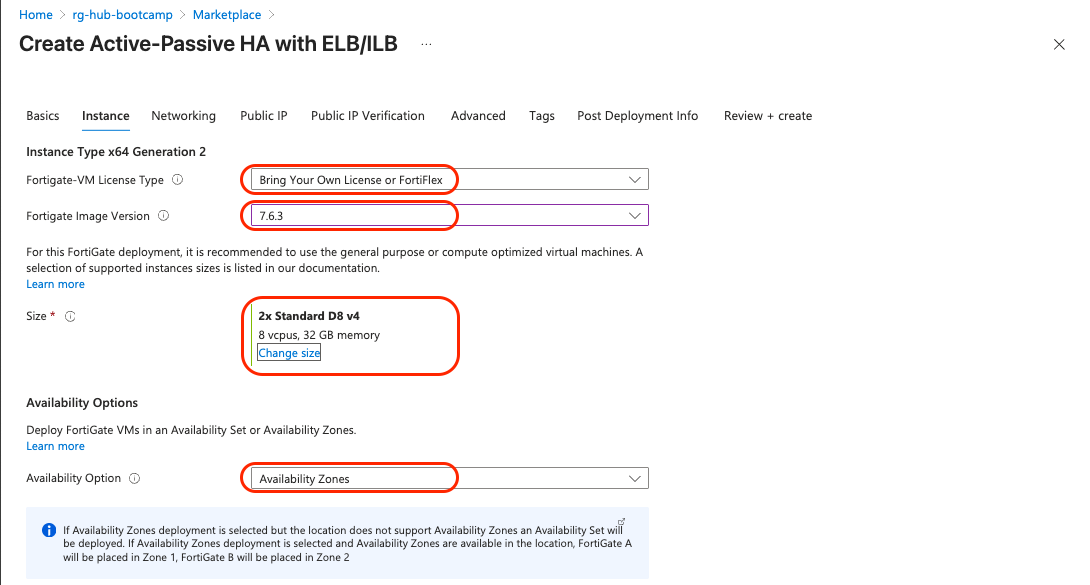 Home > rg-hub-bootcamp > Marketplace >
Create Active-Passive HA with ELB/ILB ...
Basics Instance Networking Public IP Public IP Verification Advanced Tags Post Deployment Info Review + create
Instance Type x64 Generation 2
Fortigate-VM License Type Bring Your Own License or FortiFlex
Fortigate Image Version 7.6.3
For this FortiGate deployment, it is recommended to use the general purpose or compute optimized virtual machines. A
selection of supported instances sizes is listed in our documentation.
Learn more
Size * 2x Standard D8 v4
8 vcpus, 32 GB memory
Change size
Availability Options
Deploy FortiGate VMs in an Availability Set or Availability Zones.
Learn more
Availability Option Availability Zones
If Availability Zones deployment is selected but the location does not support Availability Zones an Availability Set will
be deployed. If Availability Zones deployment is selected and Availability Zones are available in the location, FortiGate A
will be placed in Zone 1, FortiGate B will be placed in Zone 2